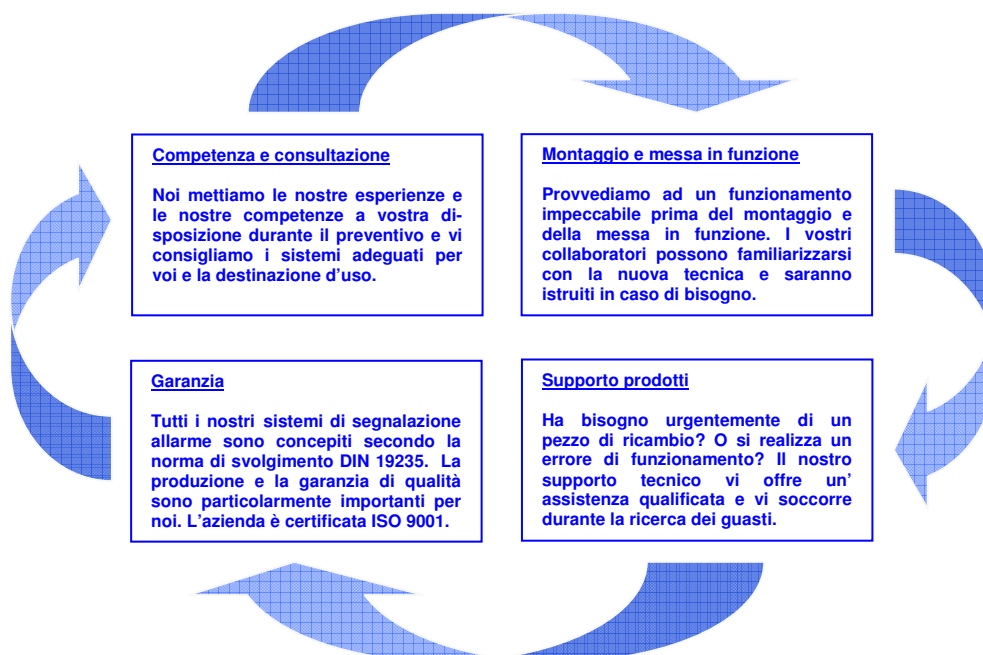 Competenza e consultazione
Noi mettiamo le nostre esperienze e
le nostre competenze a vostra di-
sposizione durante il preventivo e vi
consigliamo i sistemi adeguati per
voi e la destinazione d'uso.
Montaggio e messa in funzione
Provvediamo ad un funzionamento
impeccabile prima del montaggio e
della messa in funzione. I vostri
collaboratori possono familiarizzarsi
con la nuova tecnica e saranno
istruiti in caso di bisogno.
Garanzia
Tutti i nostri sistemi di segnalazione
allarme sono concepiti secondo la
norma di svolgimento DIN 19235. La
produzione e la garanzia di qualità
sono particolarmente importanti per
noi. L'azienda è certificata ISO 9001.
Supporto prodotti
Ha bisogno urgentemente di un
pezzo di ricambio? O si realizza un
errore di funzionamento? Il nostro
supporto tecnico vi offre un'
assistenza qualificata e vi soccorre
durante la ricerca dei guasti.